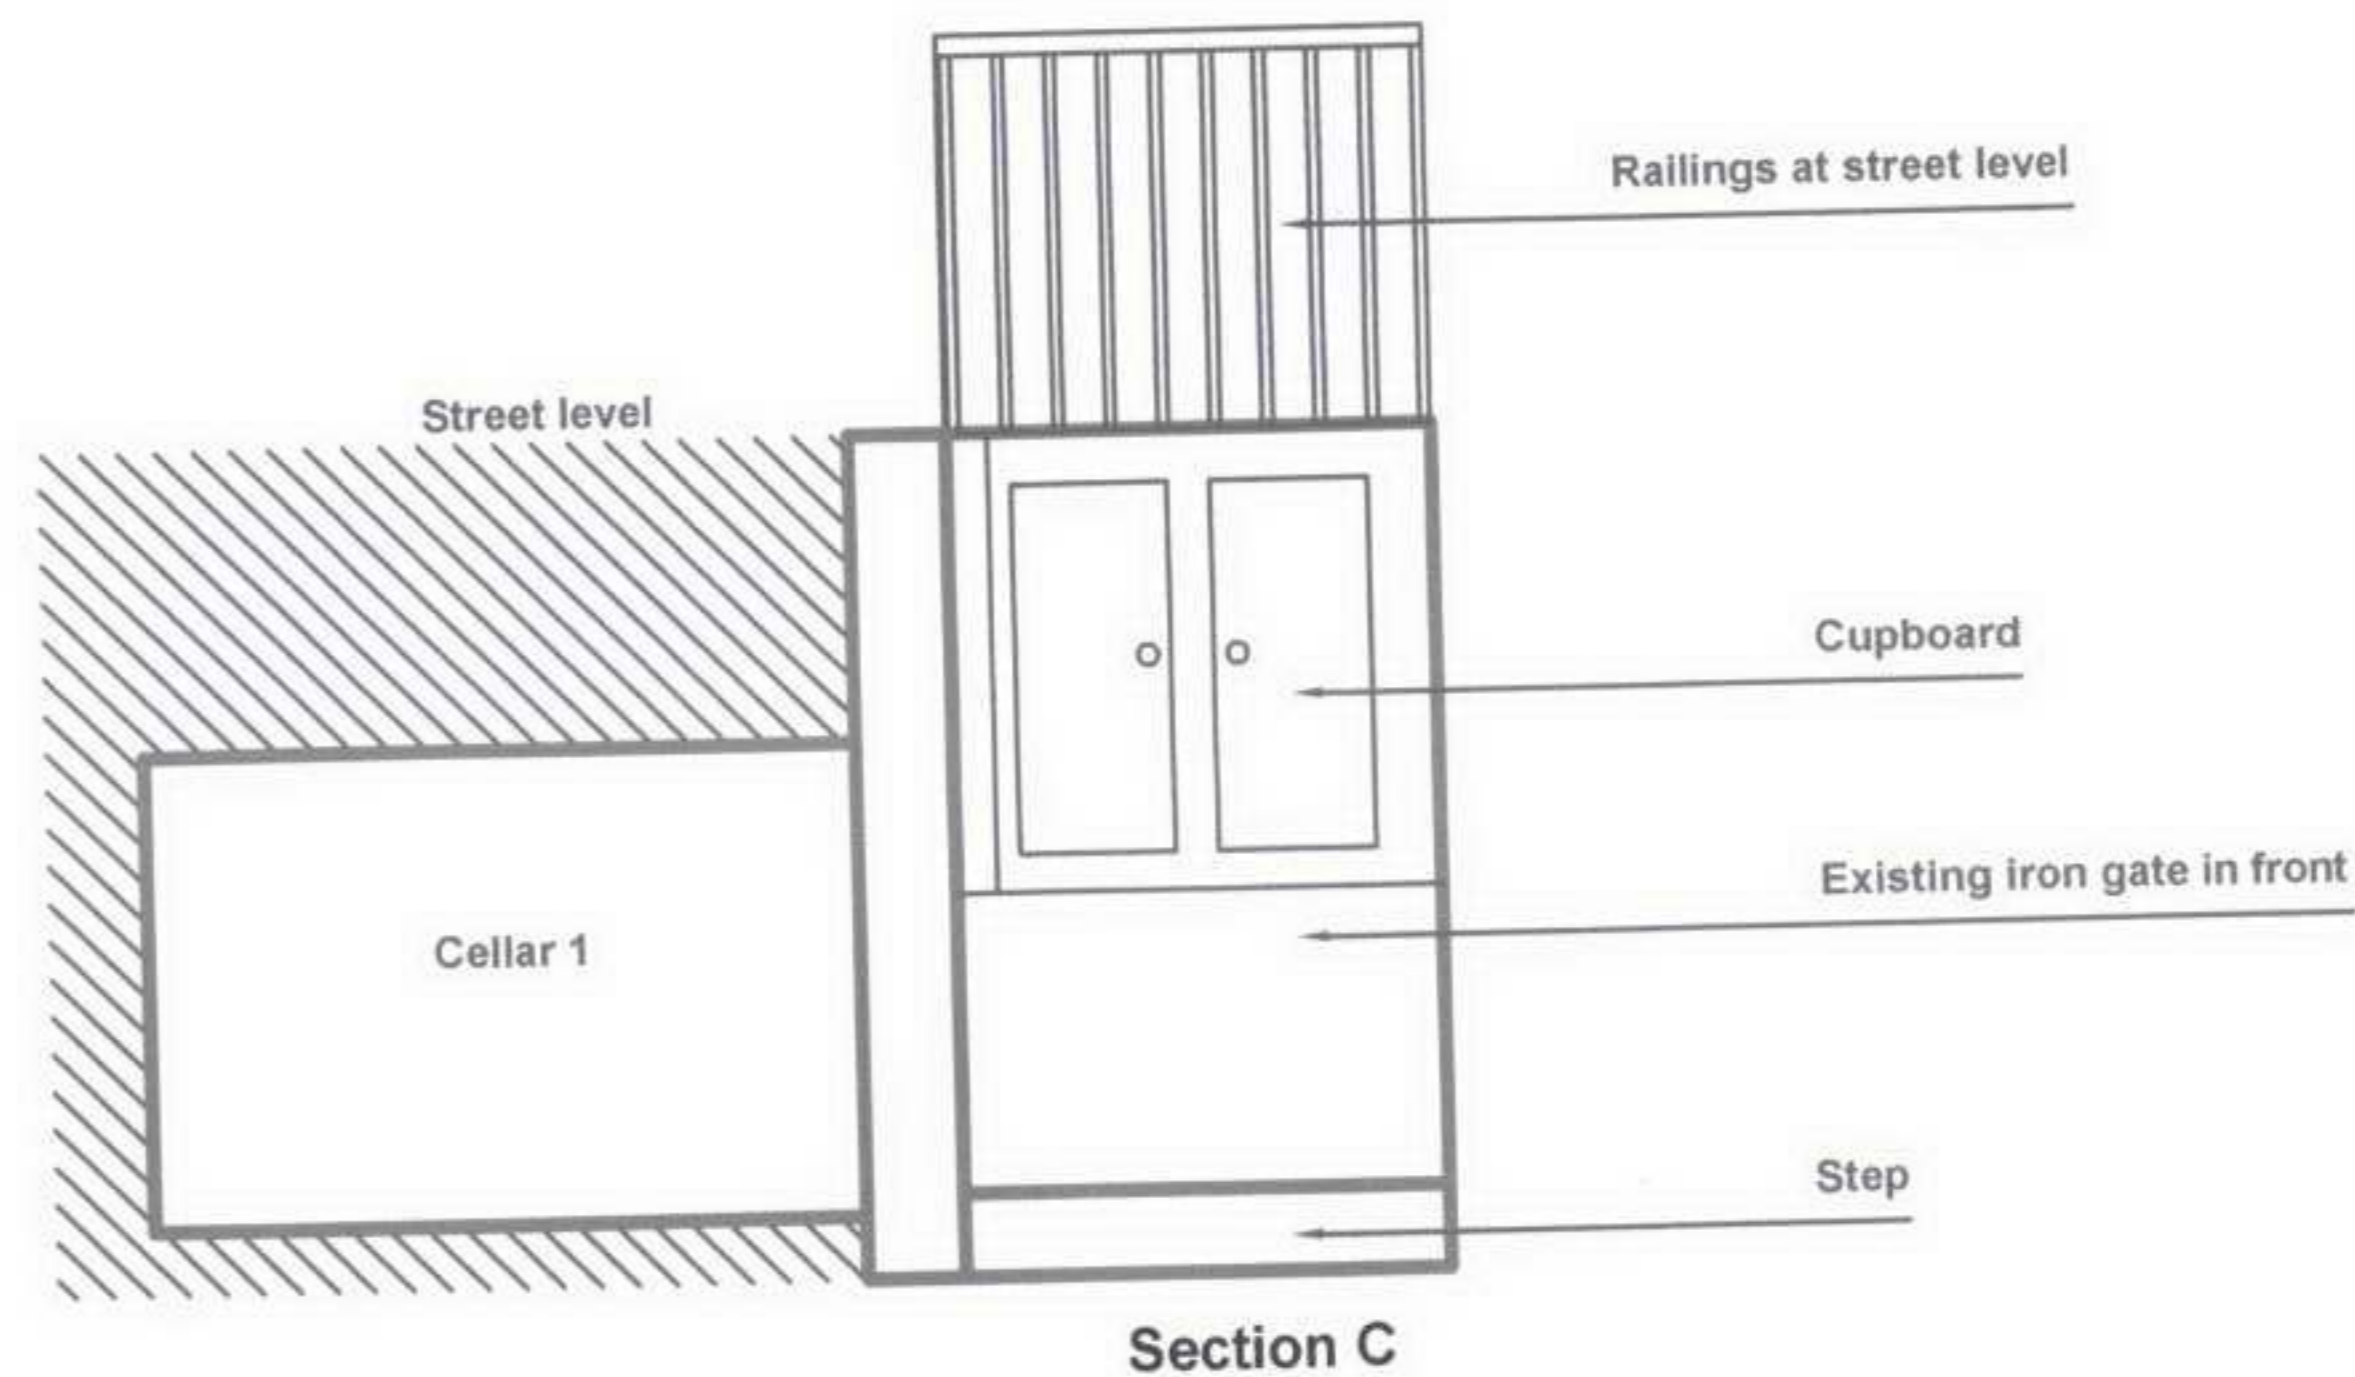 Railings at street level
Street level
Cupboard
Existing iron gate in front
Cellar 1
Step
Section C